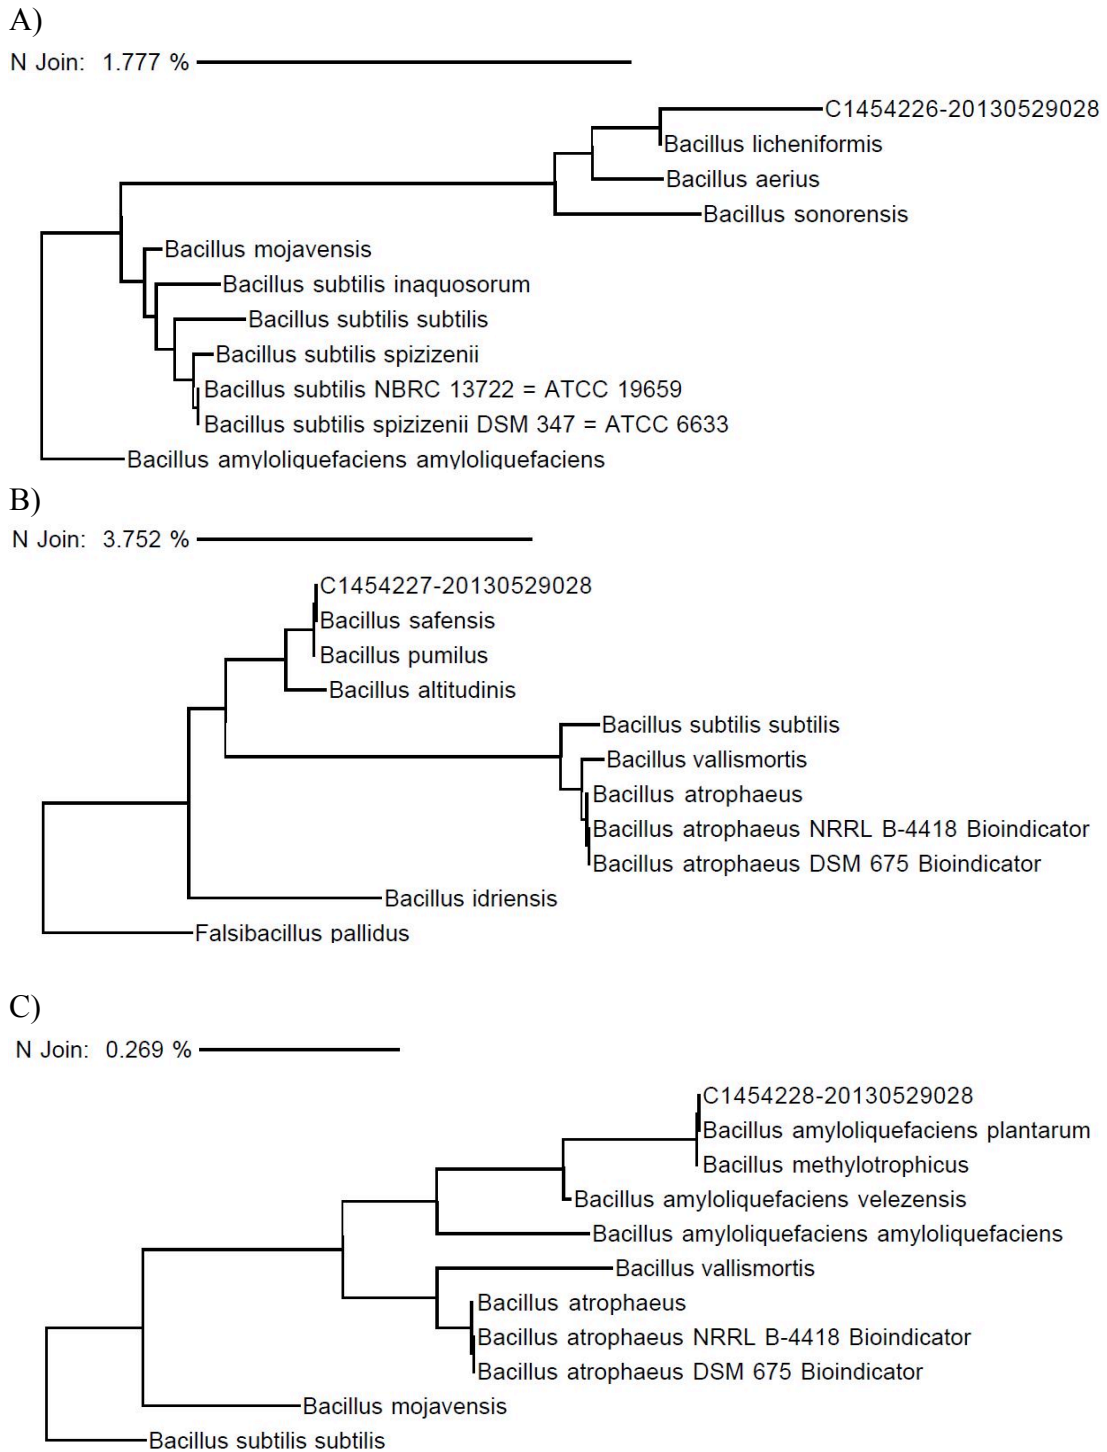 A)
N Join: 1.777 %
C1454226-20130529028
Bacillus licheniformis
Bacillus aerius
Bacillus sonorensis
Bacillus mojavensis
Bacillus subtilis inaquosorum
Bacillus subtilis subtilis
Bacillus subtilis spizizenii
Bacillus subtilis NBRC 13722 = ATCC 19659
Bacillus subtilis spizizenii DSM 347 = ATCC 6633
Bacillus amyloliquefaciens amyloliquefaciens
B)
N Join: 3.752 %
C1454227-20130529028
Bacillus safensis
Bacillus pumilus
Bacillus altitudinis
Bacillus subtilis subtilis
Bacillus vallismortis
Bacillus atrophaeus
Bacillus atrophaeus NRRL B-4418 Bioindicator
Bacillus atrophaeus DSM 675 Bioindicator
Bacillus idriensis
Falsibacillus pallidus
C)
N Join: 0.269 %
C1454228-20130529028
Bacillus amyloliquefaciens plantarum
Bacillus methylotrophicus
Bacillus amyloliquefaciens velezensis
Bacillus amyloliquefaciens amyloliquefaciens
Bacillus vallismortis
Bacillus atrophaeus
Bacillus atrophaeus NRRL B-4418 Bioindicator
Bacillus atrophaeus DSM 675 Bioindicator
Bacillus mojavensis
Bacillus subtilis subtilis